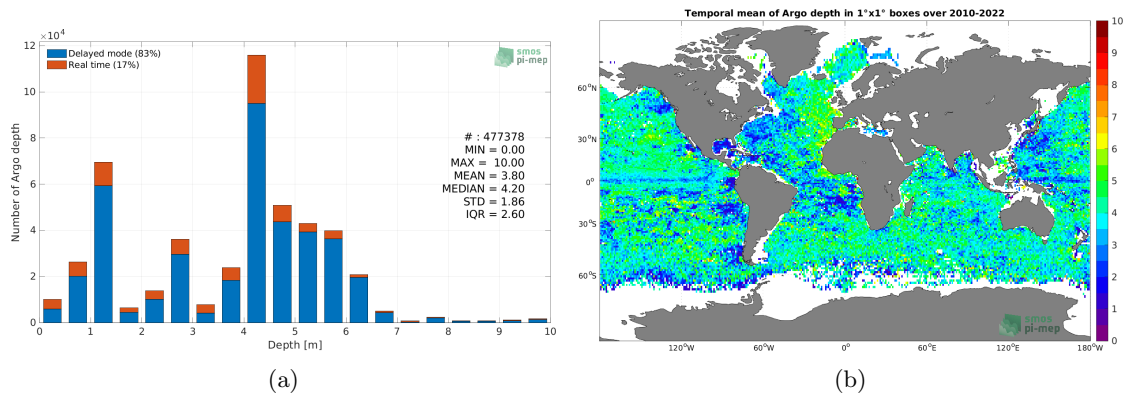 ×10⁴
Delayed mode (83%)
Real time (17%)
smos
pi-mep
# : 477378
MIN = 0.00
MAX = 10.00
MEAN = 3.80
MEDIAN = 4.20
STD = 1.86
IQR = 2.60
Number of Argo depth
12
10
8
6
4
2
0
0 1 2 3 4 5 6 7 8 9 10
Depth [m]
(a)
Temporal mean of Argo depth in 1°x1° boxes over 2010-2022
60°N
30°N
0°
30°S
60°S
120°W 60°W 0° 60°E 120°E 180°W
smos
pi-mep
10
9
8
7
6
5
4
3
2
1
0
(b)